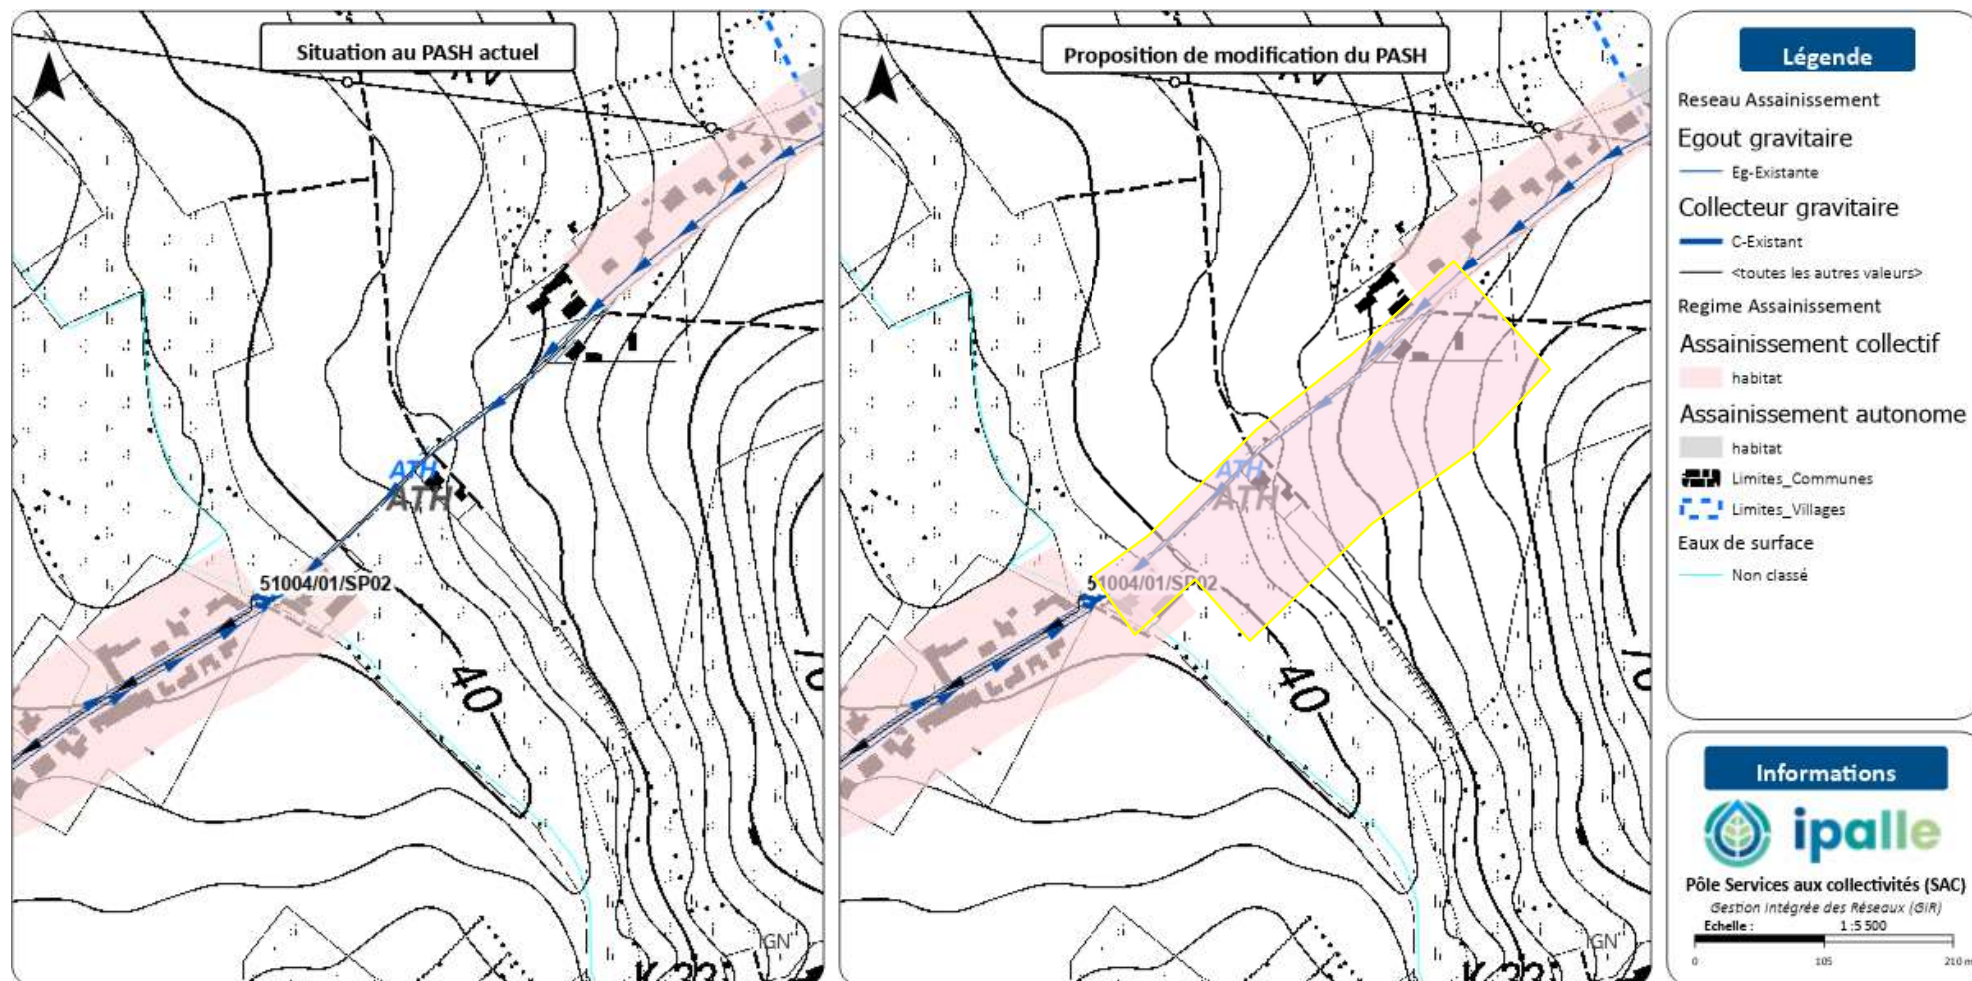 Situation au PASH actuel
ATH
ATH
51004/01/SP02
40
IGN
Proposition de modification du PASH
ATH
ATH
51004/01/SP02
40
IGN
Légende
Reseau Assainissement
Egout gravitaire
Eg-Existante
Collecteur gravitaire
C-Existant
<toutes les autres valeurs>
Regime Assainissement
Assainissement collectif
habitat
Assainissement autonome
habitat
Limites_Communes
Limites_Villages
Eaux de surface
Non classé
Informations
ipalle
Pôle Services aux collectivités (SAC)
Gestion Intégrée des Réseaux (GIR)
Echelle : 1:5 500
0 105 210 m